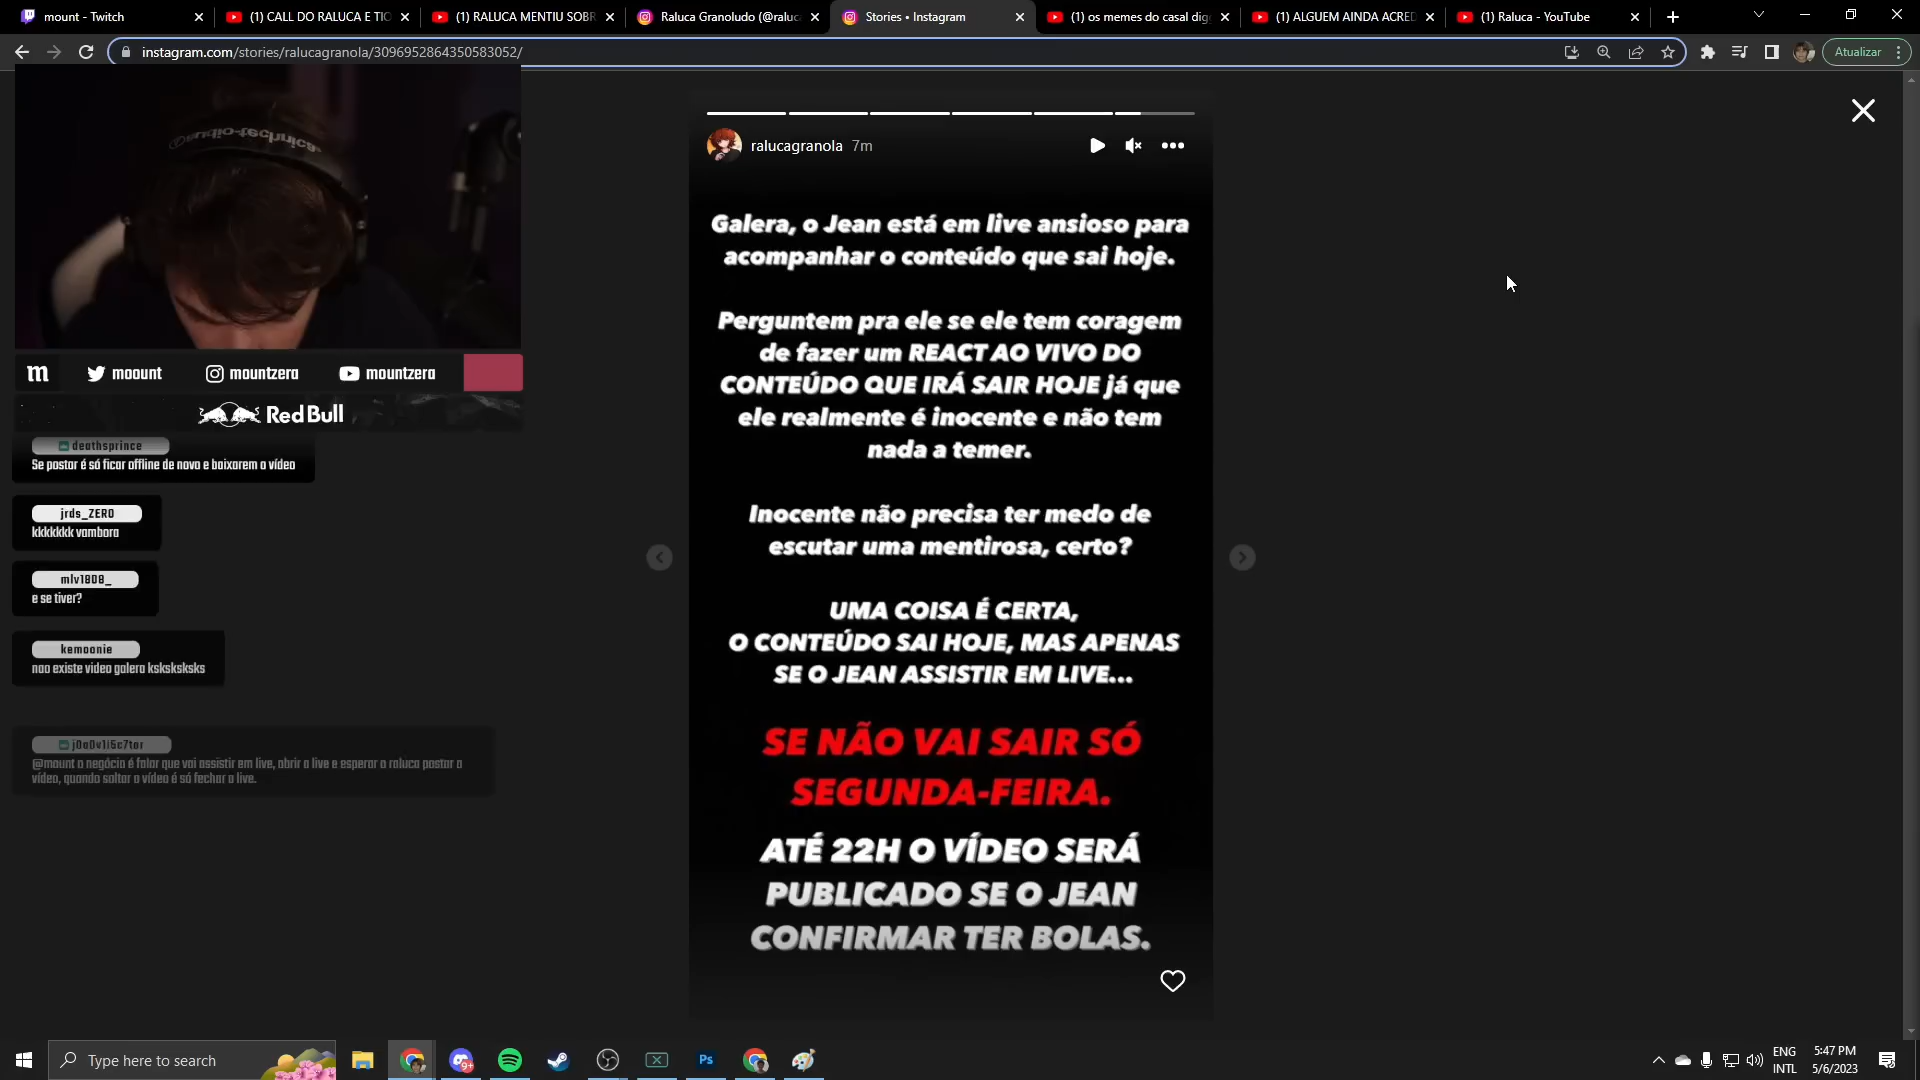 mount - Twitch
(1) CALL DO RALUCA E TIO
(1) RALUCA MENTIU SOBR
Raluca Granoludo (@raluc
Stories • Instagram
(1) os memes do casal dig
(1) ALGUEM AINDA ACRED
(1) Raluca - YouTube
instagram.com/stories/ralucagranola/3096952864350583052/
Atualizar
audio-technica
m
moount
mountzera
mountzera
Red Bull
deathsprince
Se postar é só ficar offline de novo e baixarem o vídeo
jrds_ZERO
kkkkkkk vambora
mlv1808_
e se tiver?
kemoonie
nao existe video galera ksksksksks
j0a0v1i5c7tor
@mount o negócio é falar que vai assistir em live, abrir a live e esperar a raluca postar o
vídeo, quando soltar o vídeo é só fechar a live.
ralucagranola 7m
Galera, o Jean está em live ansioso para
acompanhar o conteúdo que sai hoje.
Perguntem pra ele se ele tem coragem
de fazer um REACT AO VIVO DO
CONTEÚDO QUE IRÁ SAIR HOJE já que
ele realmente é inocente e não tem
nada a temer.
Inocente não precisa ter medo de
escutar uma mentirosa, certo?
UMA COISA É CERTA,
O CONTEÚDO SAI HOJE, MAS APENAS
SE O JEAN ASSISTIR EM LIVE...
SE NÃO VAI SAIR SÓ
SEGUNDA-FEIRA.
ATÉ 22H O VÍDEO SERÁ
PUBLICADO SE O JEAN
CONFIRMAR TER BOLAS.
Type here to search
9+
Ps
ENG
INTL
5:47 PM
5/6/2023